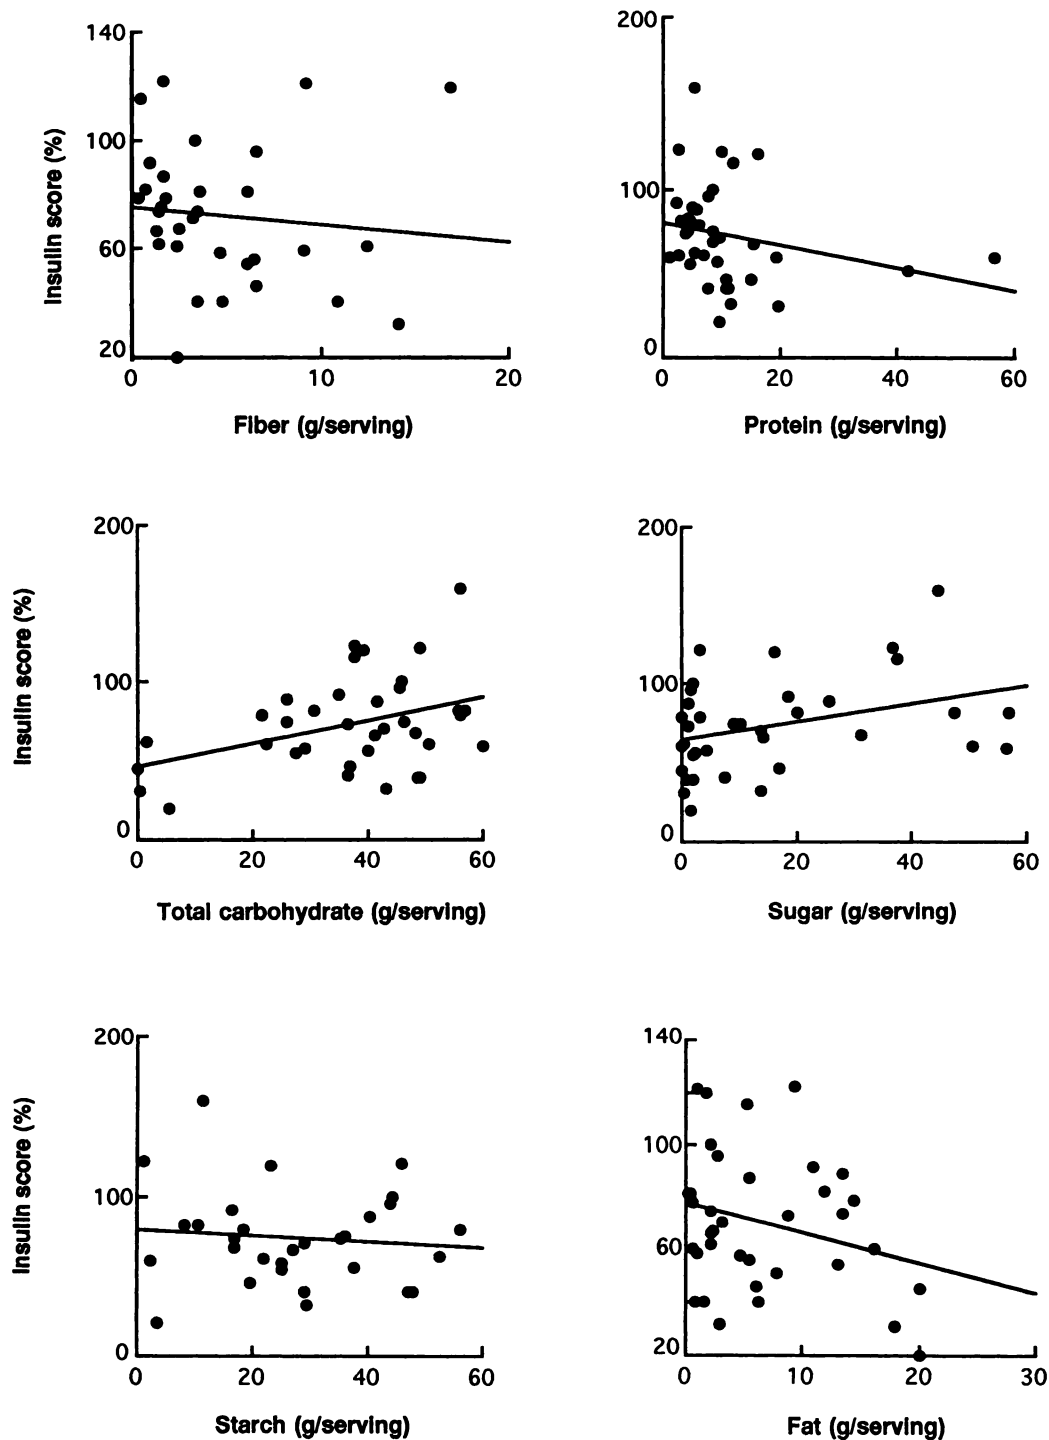 140
100
60
20
0 10 20
Insulin score (%)
Fiber (g/serving)
200
100
0
0 20 40 60
Protein (g/serving)
200
100
0
0 20 40 60
Insulin score (%)
Total carbohydrate (g/serving)
200
100
0
0 20 40 60
Sugar (g/serving)
200
100
0
0 20 40 60
Insulin score (%)
Starch (g/serving)
140
100
60
20
0 10 20 30
Fat (g/serving)